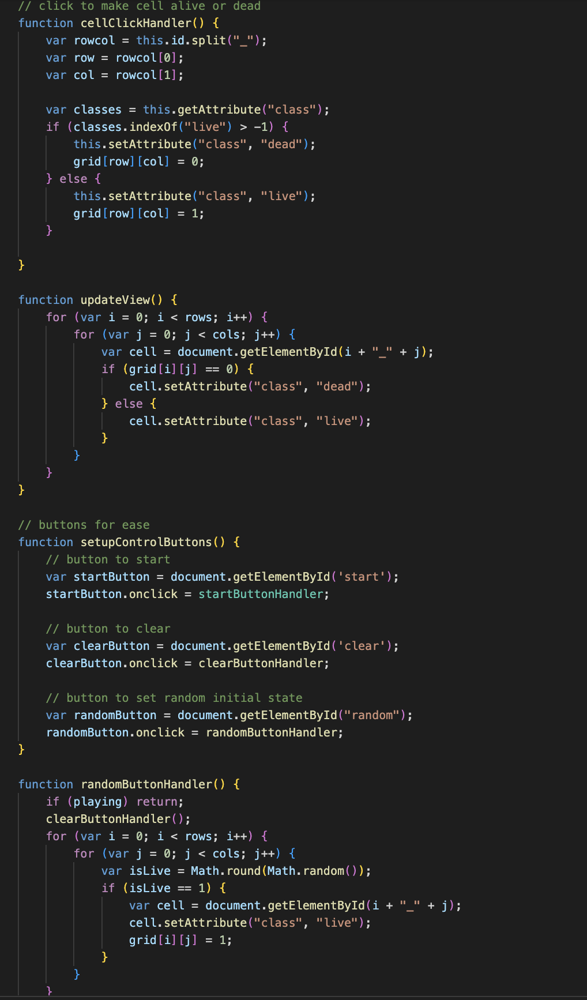 // click to make cell alive or dead
function cellClickHandler() {
    var rowcol = this.id.split("_");
    var row = rowcol[0];
    var col = rowcol[1];

    var classes = this.getAttribute("class");
    if (classes.indexOf("live") > -1) {
        this.setAttribute("class", "dead");
        grid[row][col] = 0;
    } else {
        this.setAttribute("class", "live");
        grid[row][col] = 1;
    }

}

function updateView() {
    for (var i = 0; i < rows; i++) {
        for (var j = 0; j < cols; j++) {
            var cell = document.getElementById(i + "_" + j);
            if (grid[i][j] == 0) {
                cell.setAttribute("class", "dead");
            } else {
                cell.setAttribute("class", "live");
            }
        }
    }
}

// buttons for ease
function setupControlButtons() {
    // button to start
    var startButton = document.getElementById('start');
    startButton.onclick = startButtonHandler;

    // button to clear
    var clearButton = document.getElementById('clear');
    clearButton.onclick = clearButtonHandler;

    // button to set random initial state
    var randomButton = document.getElementById("random");
    randomButton.onclick = randomButtonHandler;
}

function randomButtonHandler() {
    if (playing) return;
    clearButtonHandler();
    for (var i = 0; i < rows; i++) {
        for (var j = 0; j < cols; j++) {
            var isLive = Math.round(Math.random());
            if (isLive == 1) {
                var cell = document.getElementById(i + "_" + j);
                cell.setAttribute("class", "live");
                grid[i][j] = 1;
            }
        }
    }